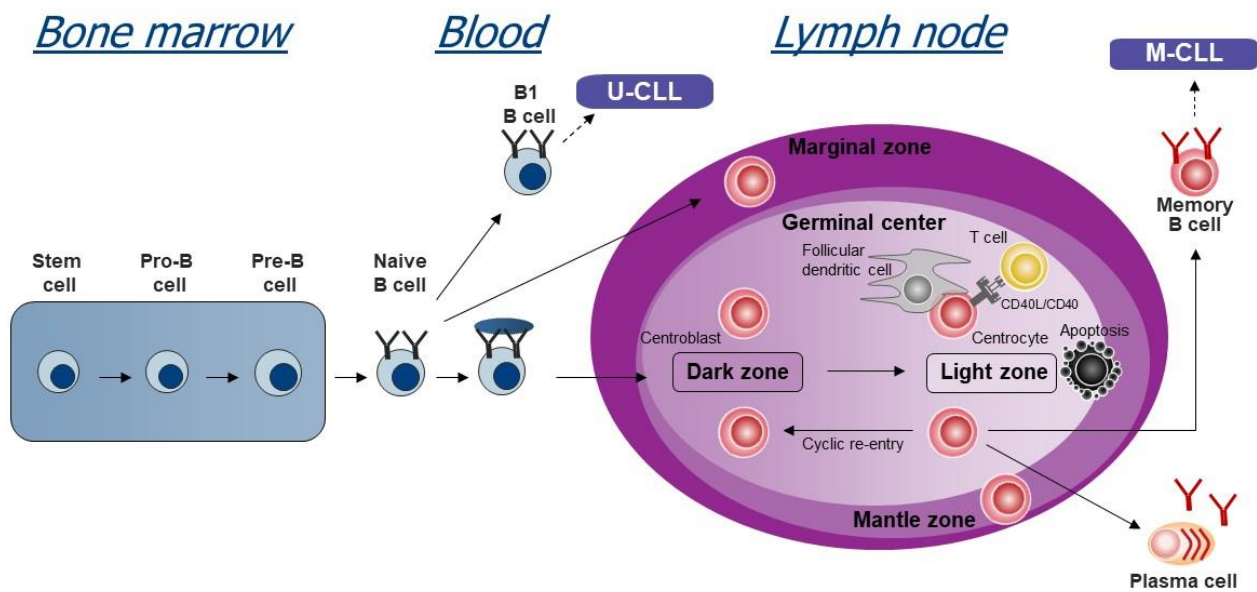 Bone marrow
Blood
Lymph node
M-CLL
B1
B cell
U-CLL
Marginal zone
Memory
B cell
Germinal center
Follicular
dendritic cell
T cell
CD40L/CD40
Stem
cell
Pro-B
cell
Pre-B
cell
Naive
B cell
Centroblast
Centrocyte
Apoptosis
Dark zone
Light zone
Cyclic re-entry
Mantle zone
Plasma cell